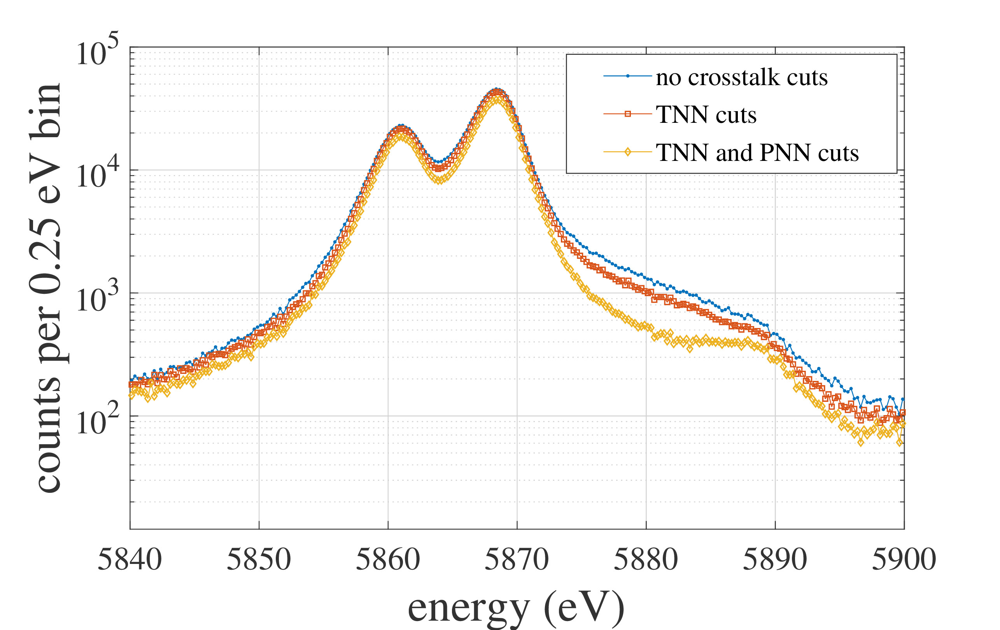 10^5
10^4
10^3
10^2
counts per 0.25 eV bin
no crosstalk cuts
TNN cuts
TNN and PNN cuts
5840 5850 5860 5870 5880 5890 5900
energy (eV)